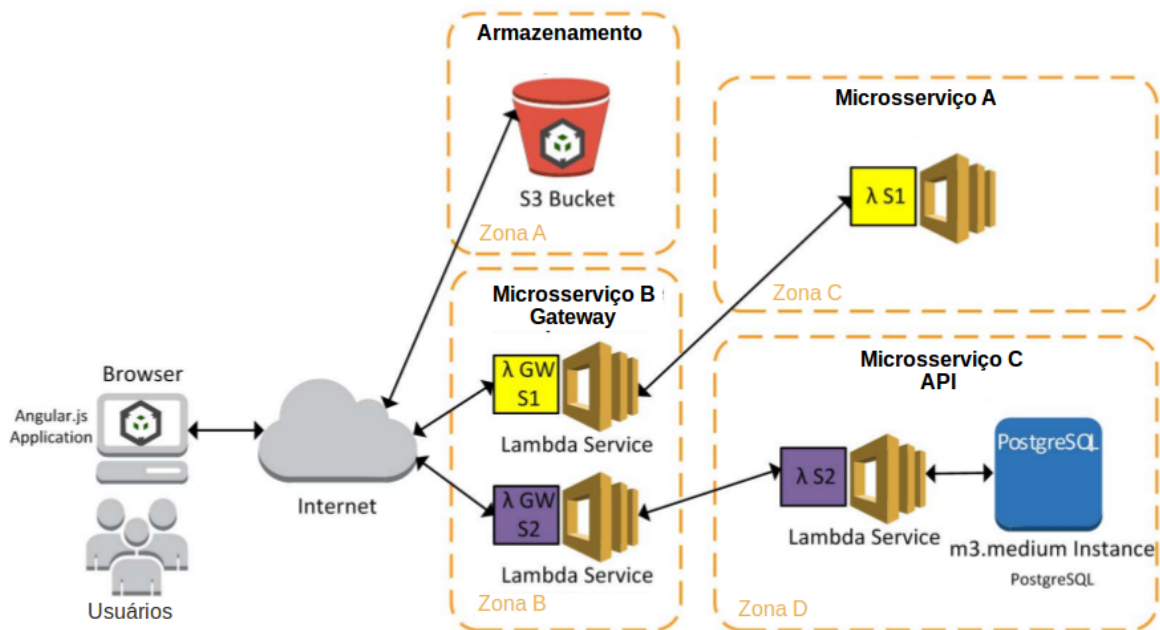 Armazenamento
S3 Bucket
Zona A
Microsserviço A
λ S1
Zona C
Microsserviço B
Gateway
λ GW
S1
Lambda Service
λ GW
S2
Lambda Service
Zona B
Microsserviço C
API
λ S2
Lambda Service
PostgreSQL
m3.medium Instance
PostgreSQL
Zona D
Browser
Angular.js
Application
Internet
Usuários